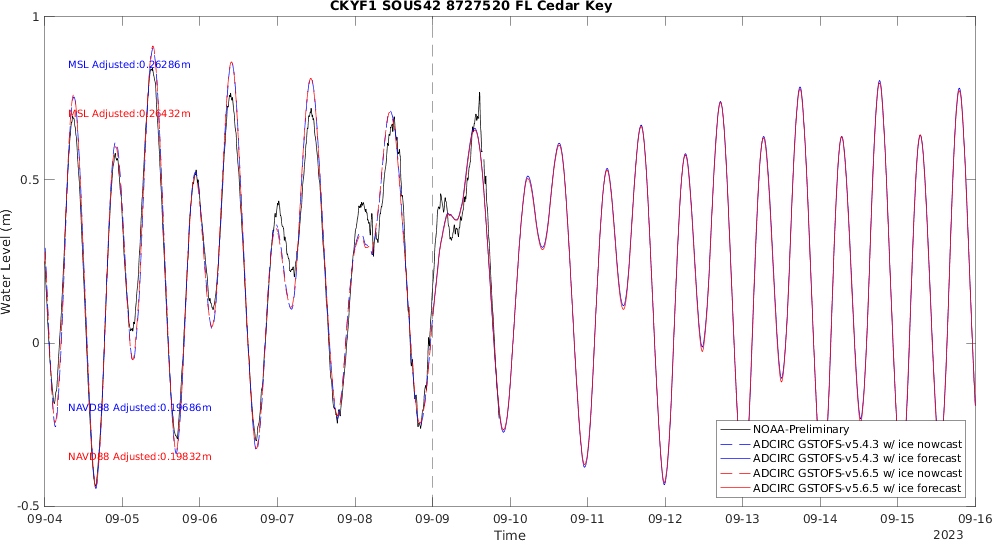 CKYF1 SOUS42 8727520 FL Cedar Key
1
MSL Adjusted:0.26286m
MSL Adjusted:0.26432m
0.5
Water Level (m)
0
NAVD88 Adjusted:0.19686m
NAVD88 Adjusted:0.19832m
NOAA-Preliminary
ADCIRC GSTOFS-v5.4.3 w/ ice nowcast
ADCIRC GSTOFS-v5.4.3 w/ ice forecast
ADCIRC GSTOFS-v5.6.5 w/ ice nowcast
ADCIRC GSTOFS-v5.6.5 w/ ice forecast
-0.5
09-04 09-05 09-06 09-07 09-08 09-09 09-10 09-11 09-12 09-13 09-14 09-15 09-16
Time
2023